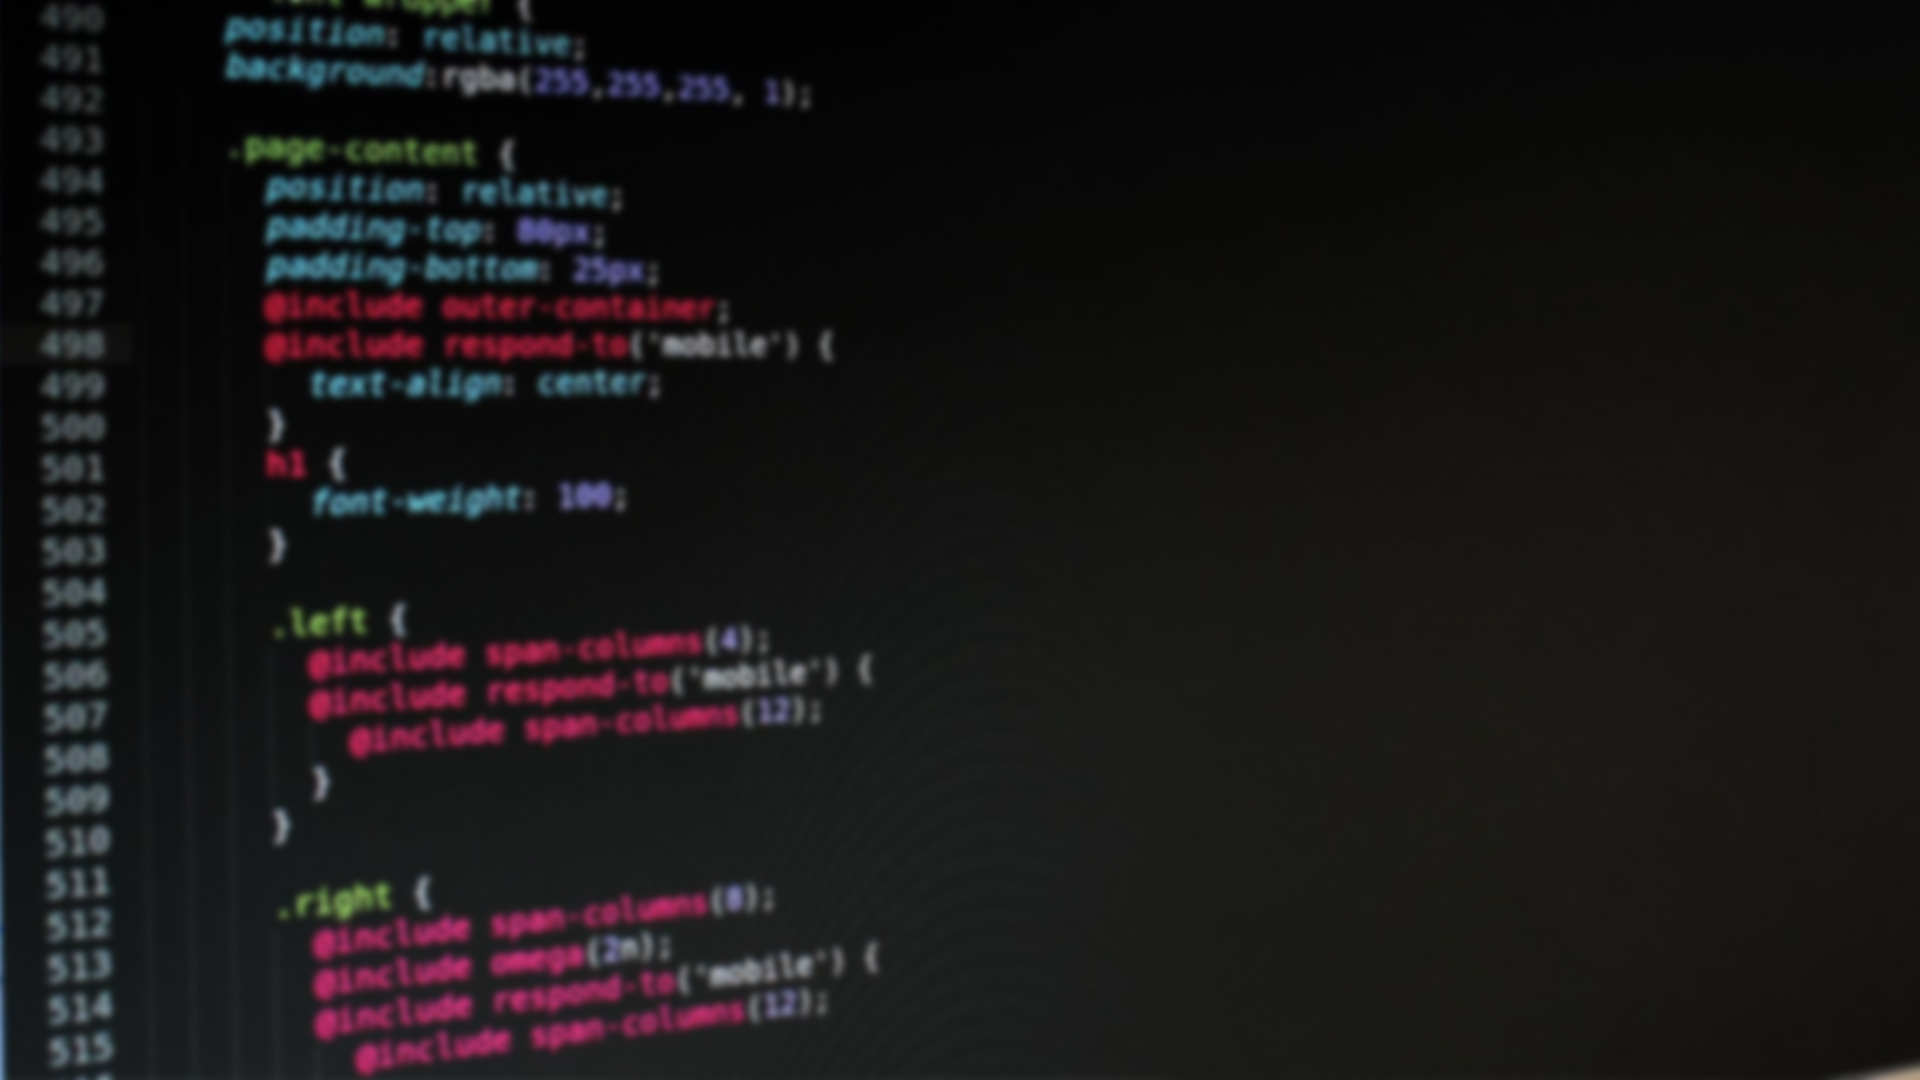 490 wrapper {
491 position: relative;
492 background:rgba(255,255,255, 1);
493
494 .page-content {
495 position: relative;
496 padding-top: 80px;
497 padding-bottom: 25px;
498 @include outer-container;
499 @include respond-to('mobile') {
500 text-align: center;
501 }
502 h1 {
503 font-weight: 100;
504 }
505
506 .left {
507 @include span-columns(4);
508 @include respond-to('mobile') {
509 @include span-columns(12);
510 }
511 }
512
513 .right {
514 @include span-columns(8);
515 @include omega(2n);
@include respond-to('mobile') {
@include span-columns(12);